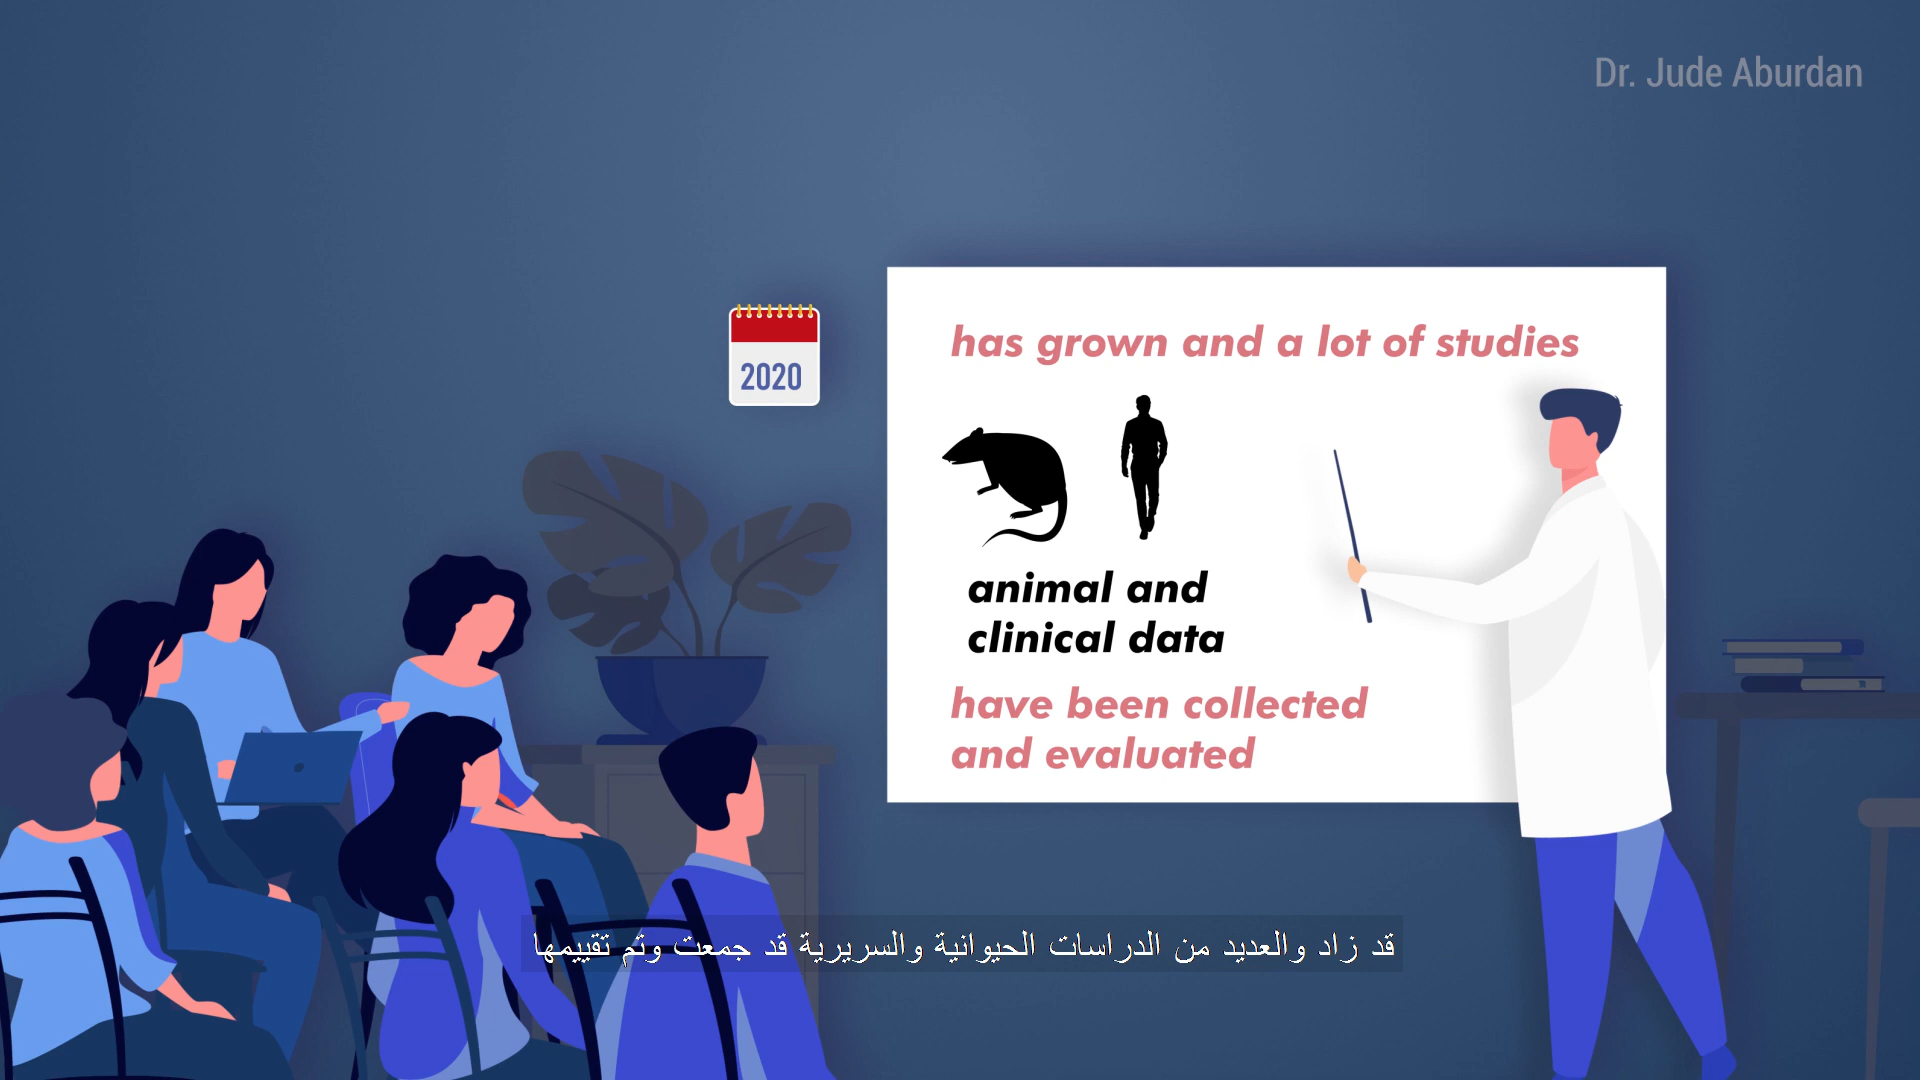 Dr. Jude Aburdan
has grown and a lot of studies
2020
animal and
clinical data
have been collected
and evaluated
قد زاد والعديد من الدراسات الحيوانية والسريرية قد جمعت وتم تقييمها